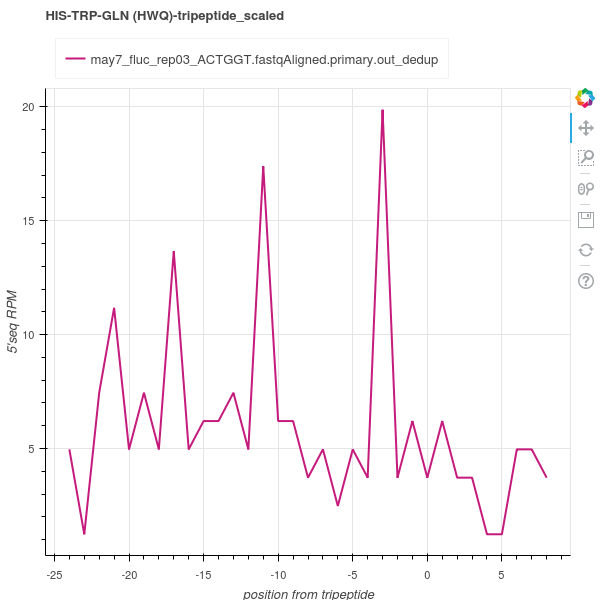 HIS-TRP-GLN (HWQ)-tripeptide_scaled
may7_fluc_rep03_ACTGGT.fastqAligned.primary.out_dedup
20
15
10
5
5'seq RPM
-25 -20 -15 -10 -5 0 5
position from tripeptide
?